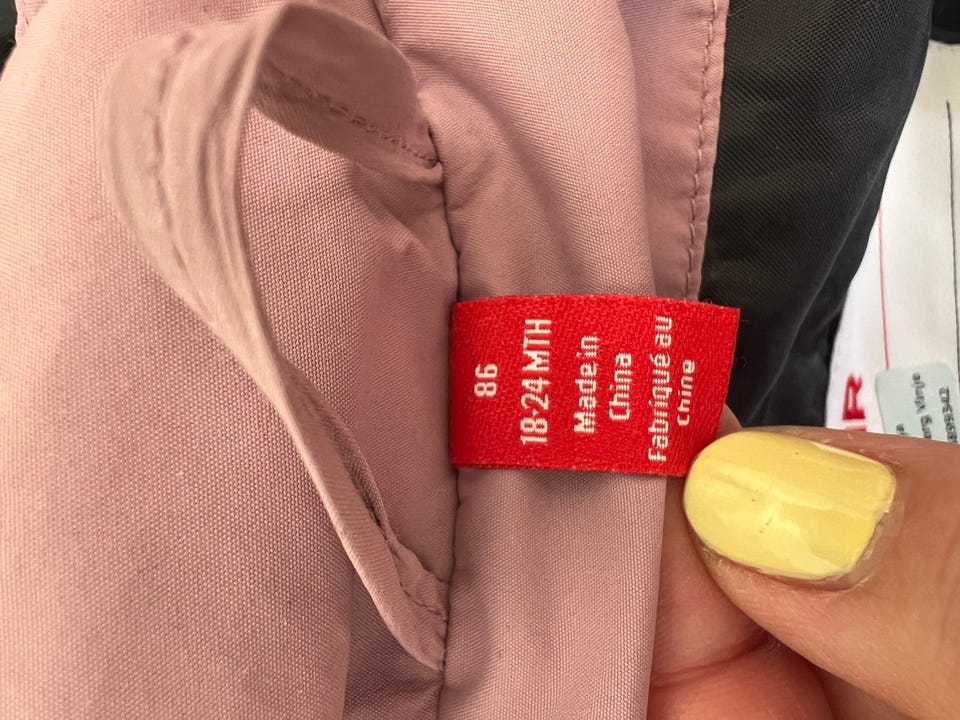 86
18-24 MTH
Made in
China
Fabriqué au
Chine
R